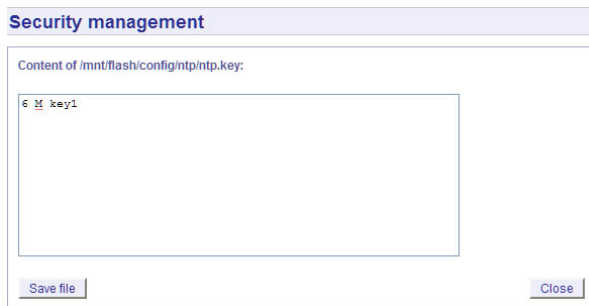 Security management
Content of /mnt/flash/config/ntp/ntp.key:
6 M key1
Save file
Close